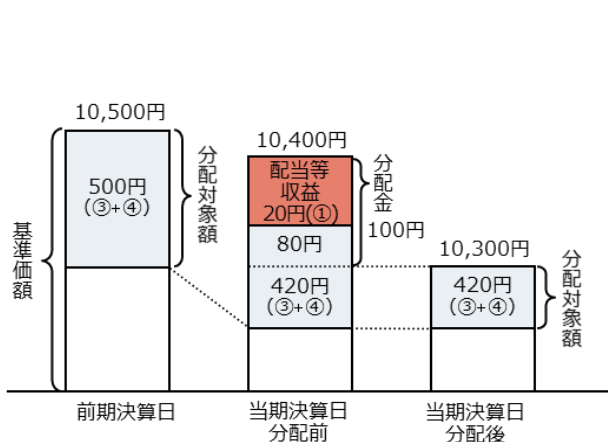 10,500円
500円
(③+④)
分配対象額
基準価額
10,400円
配当等
収益
20円(①)
80円
420円
(③+④)
分配金
100円
10,300円
420円
(③+④)
分配対象額
前期決算日
当期決算日
分配前
当期決算日
分配後